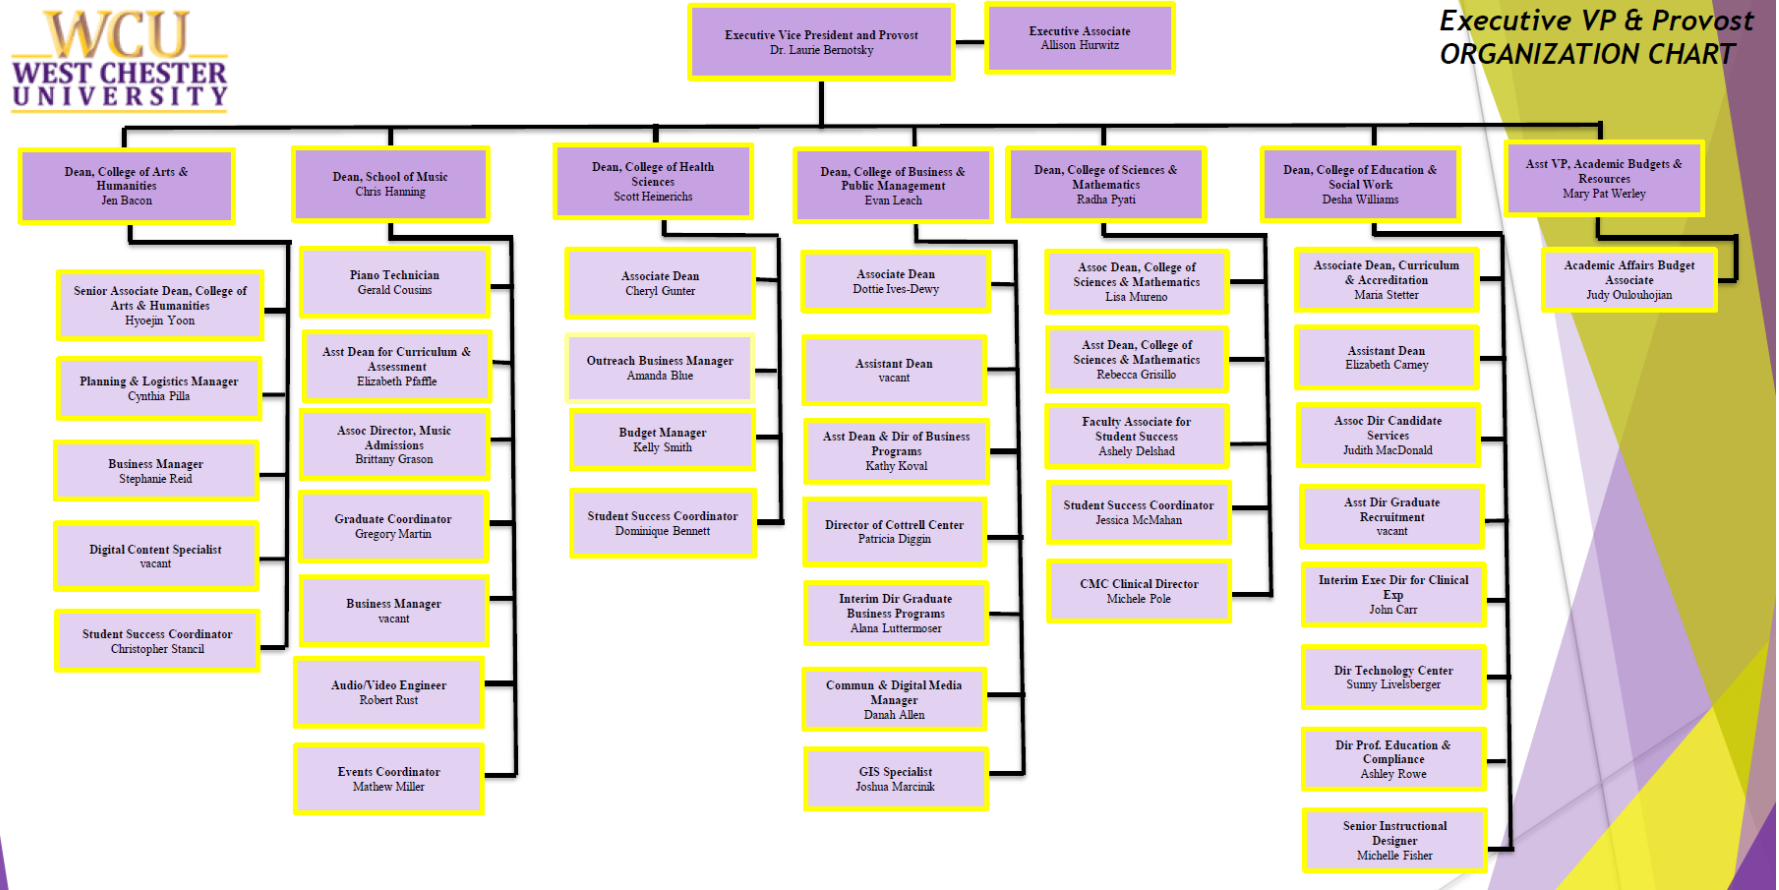 WCU
WEST CHESTER
UNIVERSITY
Executive VP & Provost
ORGANIZATION CHART
Executive Vice President and Provost
Dr. Laurie Bernotsky
Executive Associate
Allison Hurwitz
Dean, College of Arts &
Humanities
Jen Bacon
Senior Associate Dean, College of
Arts & Humanities
Hyoejin Yoon
Planning & Logistics Manager
Cynthia Pilla
Business Manager
Stephanie Reid
Digital Content Specialist
vacant
Student Success Coordinator
Christopher Stancil
Dean, School of Music
Chris Hanning
Piano Technician
Gerald Cousins
Asst Dean for Curriculum &
Assessment
Elizabeth Pfaffle
Assoc Director, Music
Admissions
Brittany Grason
Graduate Coordinator
Gregory Martin
Business Manager
vacant
Audio/Video Engineer
Robert Rust
Events Coordinator
Mathew Miller
Dean, College of Health
Sciences
Scott Heinerichs
Associate Dean
Cheryl Gunter
Outreach Business Manager
Amanda Blue
Budget Manager
Kelly Smith
Student Success Coordinator
Dominique Bennett
Dean, College of Business &
Public Management
Evan Leach
Associate Dean
Dottie Ives-Dewy
Assistant Dean
vacant
Asst Dean & Dir of Business
Programs
Kathy Koval
Director of Cottrell Center
Patricia Diggin
Interim Dir Graduate
Business Programs
Alana Luttermoser
Commun & Digital Media
Manager
Danah Allen
GIS Specialist
Joshua Marcinik
Dean, College of Sciences &
Mathematics
Radha Pyati
Assoc Dean, College of
Sciences & Mathematics
Lisa Mureno
Asst Dean, College of
Sciences & Mathematics
Rebecca Grisillo
Faculty Associate for
Student Success
Ashely Delshad
Student Success Coordinator
Jessica McMahan
CMC Clinical Director
Michele Pole
Dean, College of Education &
Social Work
Desha Williams
Associate Dean, Curriculum
& Accreditation
Maria Stetter
Assistant Dean
Elizabeth Carney
Assoc Dir Candidate
Services
Judith MacDonald
Asst Dir Graduate
Recruitment
vacant
Interim Exec Dir for Clinical
Exp
John Carr
Dir Technology Center
Sunny Livelsberger
Dir Prof. Education &
Compliance
Ashley Rowe
Senior Instructional
Designer
Michelle Fisher
Asst VP, Academic Budgets &
Resources
Mary Pat Werley
Academic Affairs Budget
Associate
Judy Oulouhojian